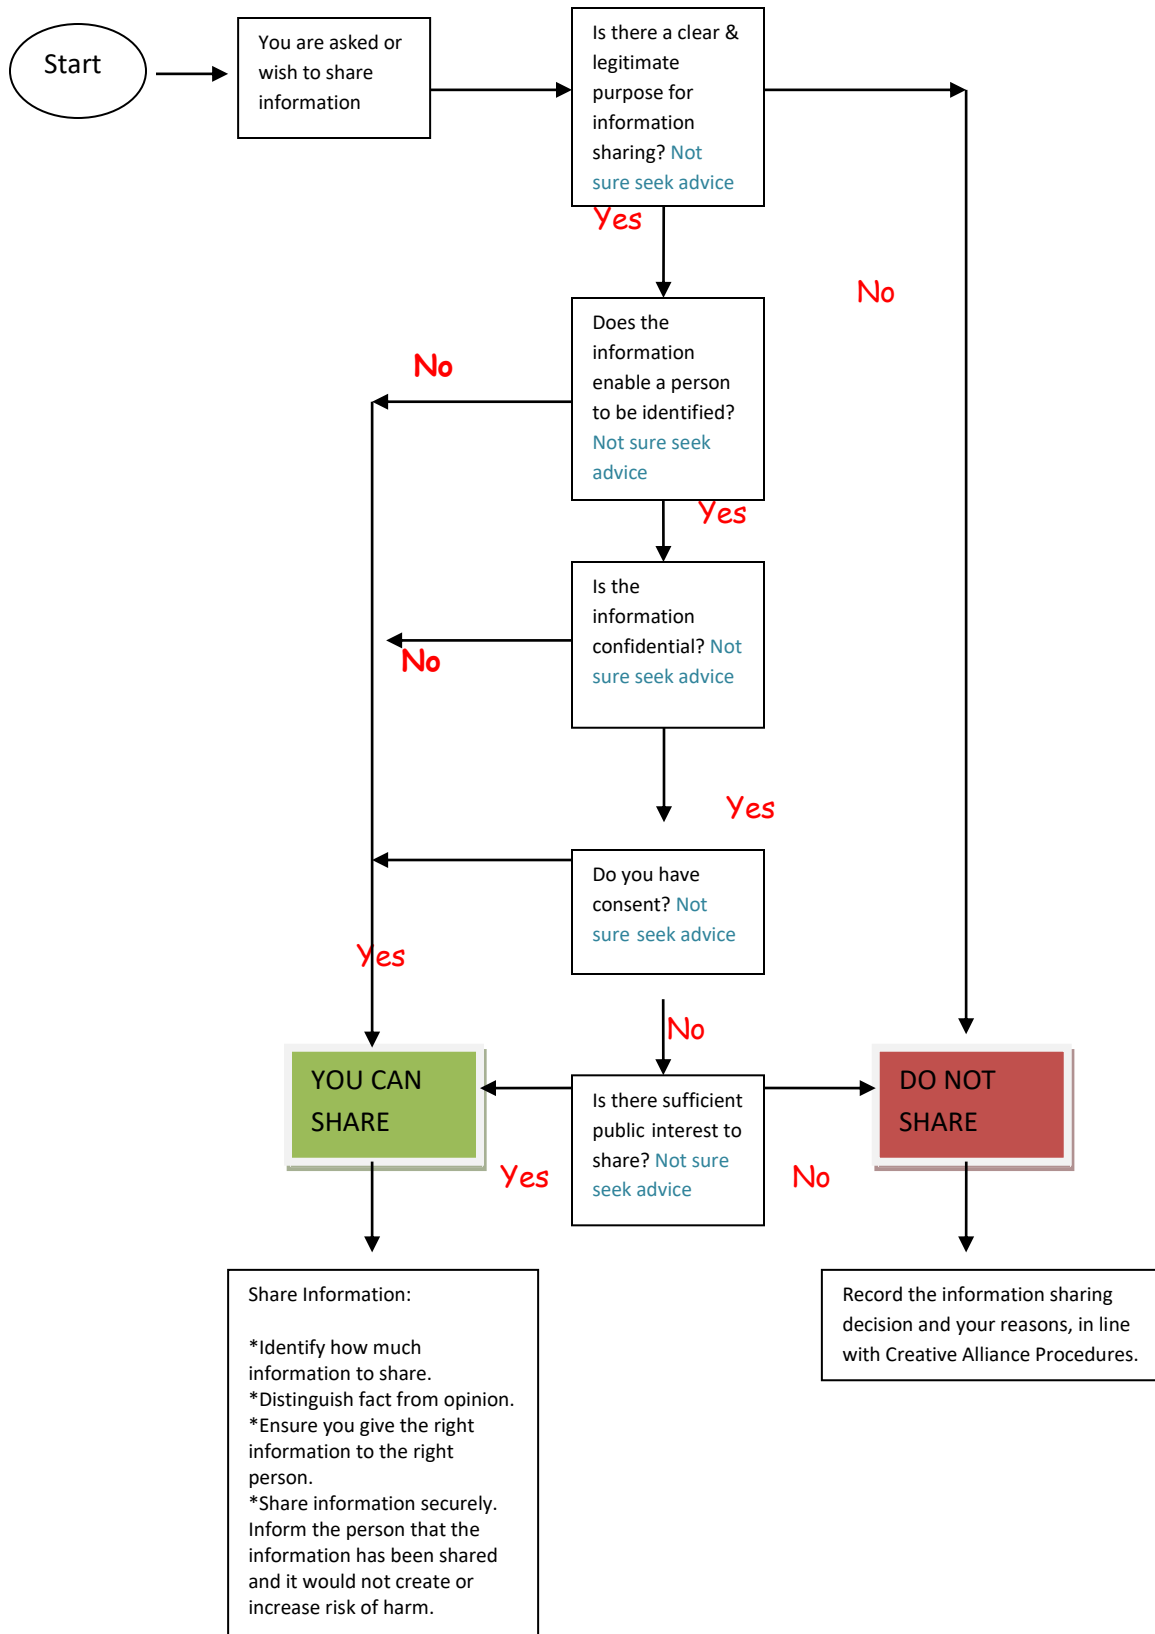 Start
You are asked or
wish to share
information
Is there a clear &
legitimate
purpose for
information
sharing? Not
sure seek advice
Yes
No
Does the
information
enable a person
to be identified?
Not sure seek
advice
No
Yes
Is the
information
confidential? Not
sure seek advice
No
Yes
Do you have
consent? Not
sure seek advice
Yes
No
YOU CAN
SHARE
Is there sufficient
public interest to
share? Not sure
seek advice
Yes
No
DO NOT
SHARE
Share Information:
*Identify how much
information to share.
*Distinguish fact from opinion.
*Ensure you give the right
information to the right
person.
*Share information securely.
Inform the person that the
information has been shared
and it would not create or
increase risk of harm.
Record the information sharing
decision and your reasons, in line
with Creative Alliance Procedures.